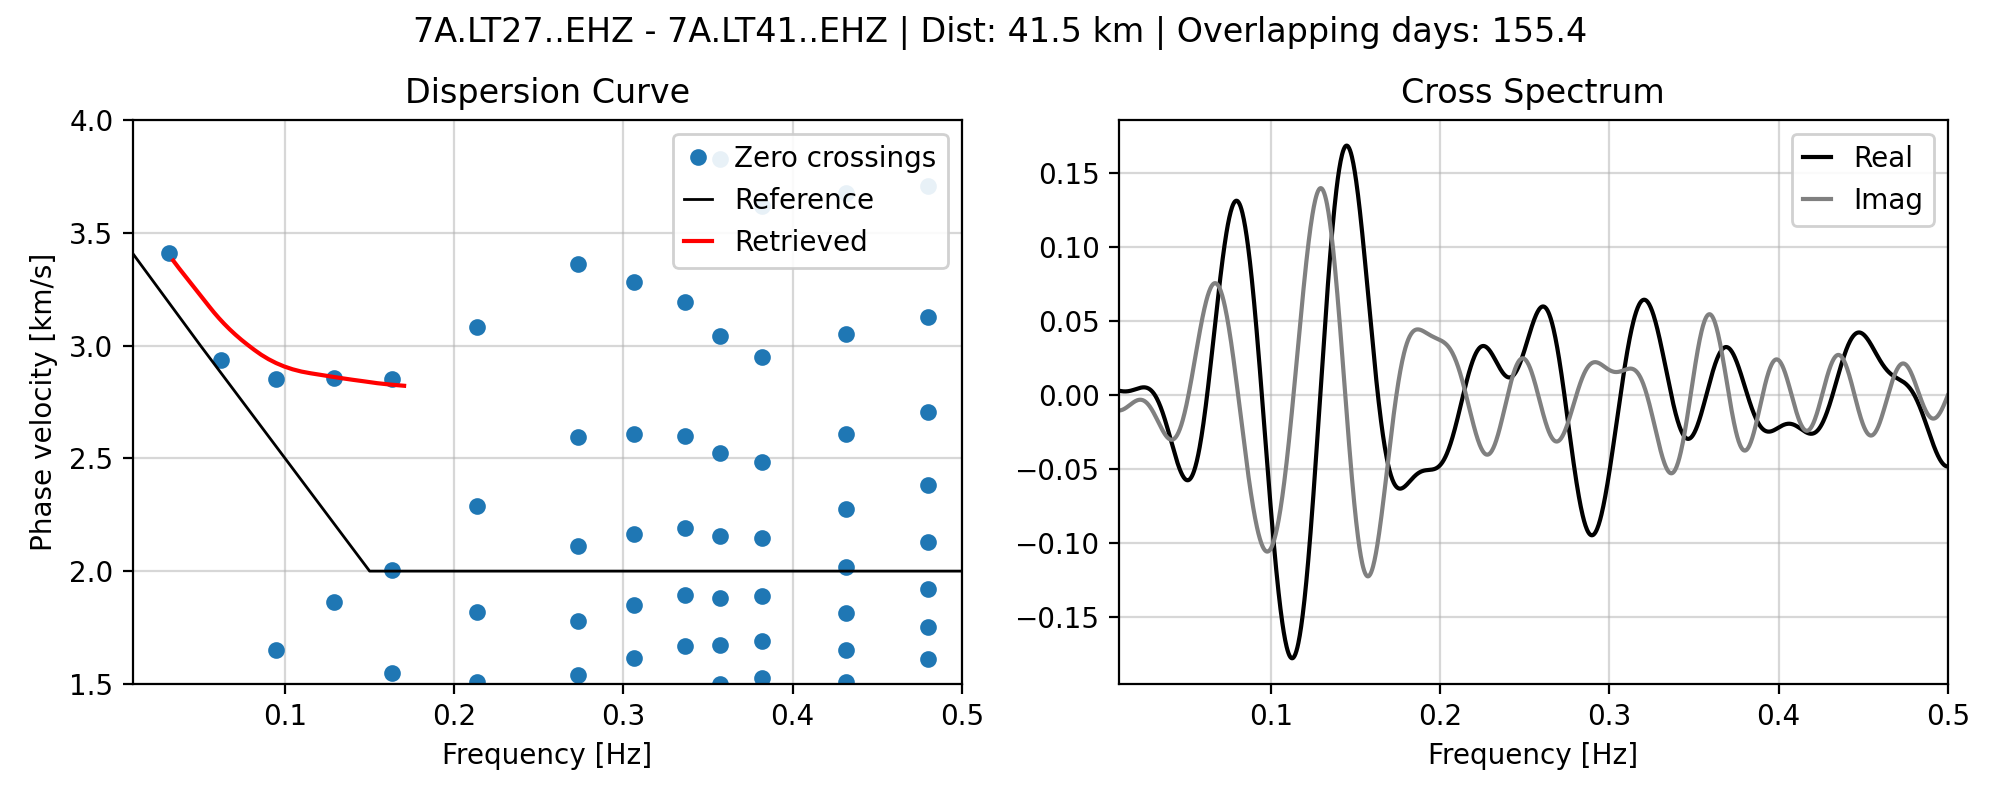 7A.LT27..EHZ - 7A.LT41..EHZ | Dist: 41.5 km | Overlapping days: 155.4
Dispersion Curve
4.0
3.5
3.0
2.5
2.0
1.5
Phase velocity [km/s]
Zero crossings
Reference
Retrieved
0.1
0.2
0.3
0.4
0.5
Frequency [Hz]
Cross Spectrum
0.15
0.10
0.05
0.00
−0.05
−0.10
−0.15
Real
Imag
0.1
0.2
0.3
0.4
0.5
Frequency [Hz]